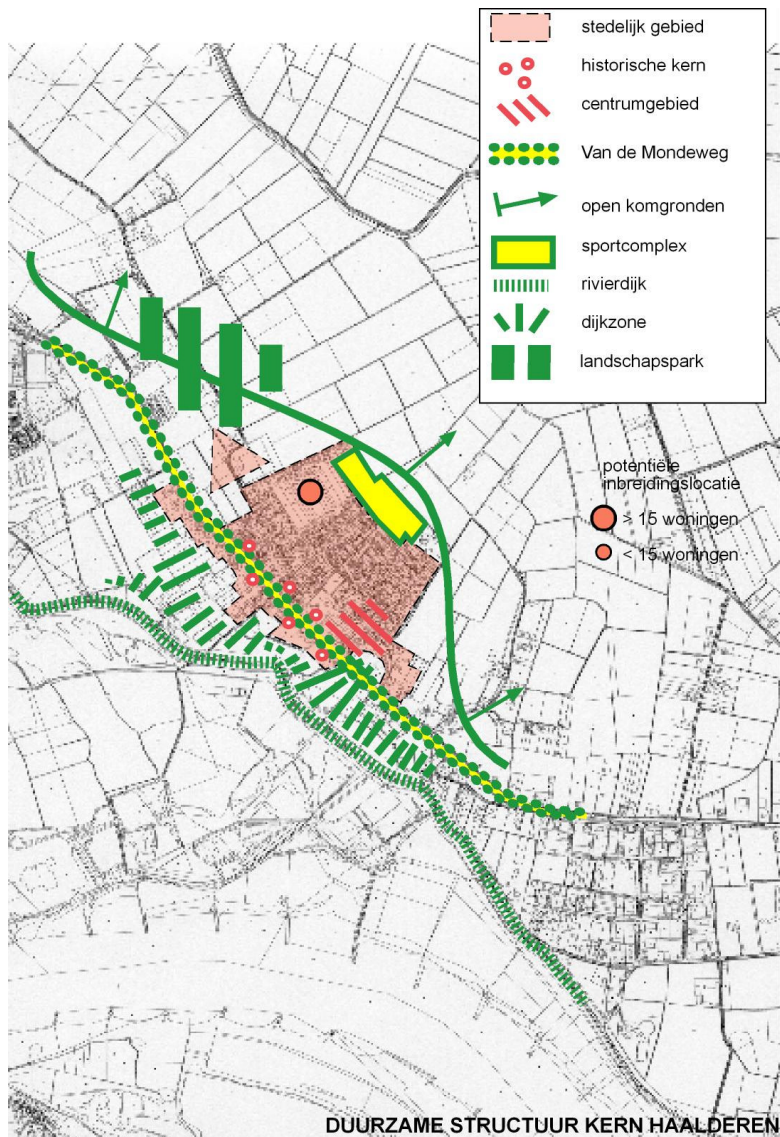 stedelijk gebied
historische kern
centrumgebied
Van de Mondeweg
open komgronden
sportcomplex
rivierdijk
dijkzone
landschapspark
potentiële
inbreidingslocatie
> 15 woningen
< 15 woningen
DUURZAME STRUCTUUR KERN HAALDEREN